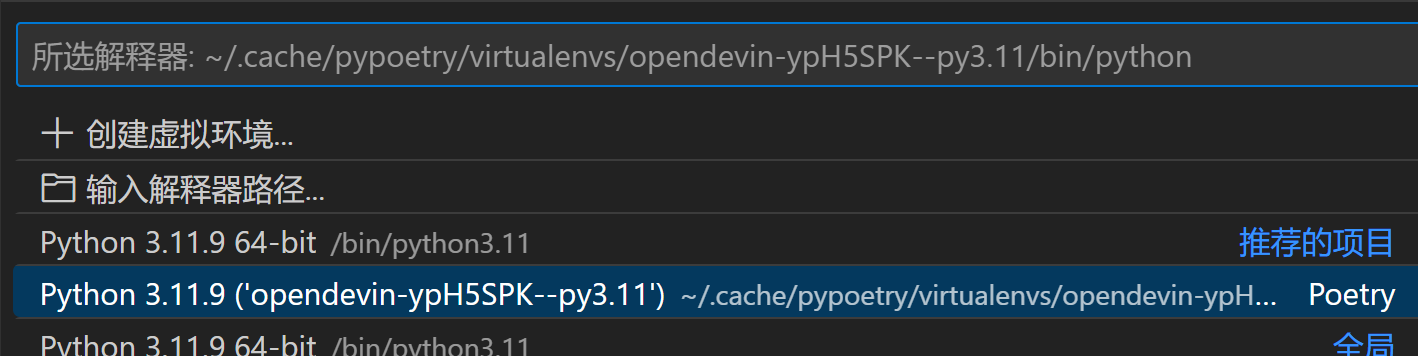 所选解释器: ~/.cache/pypoetry/virtualenvs/opendevin-ypH5SPK--py3.11/bin/python
创建虚拟环境...
输入解释器路径...
Python 3.11.9 64-bit /bin/python3.11 推荐的项目
Python 3.11.9 ('opendevin-ypH5SPK--py3.11') ~/.cache/pypoetry/virtualenvs/opendevin-ypH... Poetry
Python 3.11.9 64-bit /bin/python3.11 全局